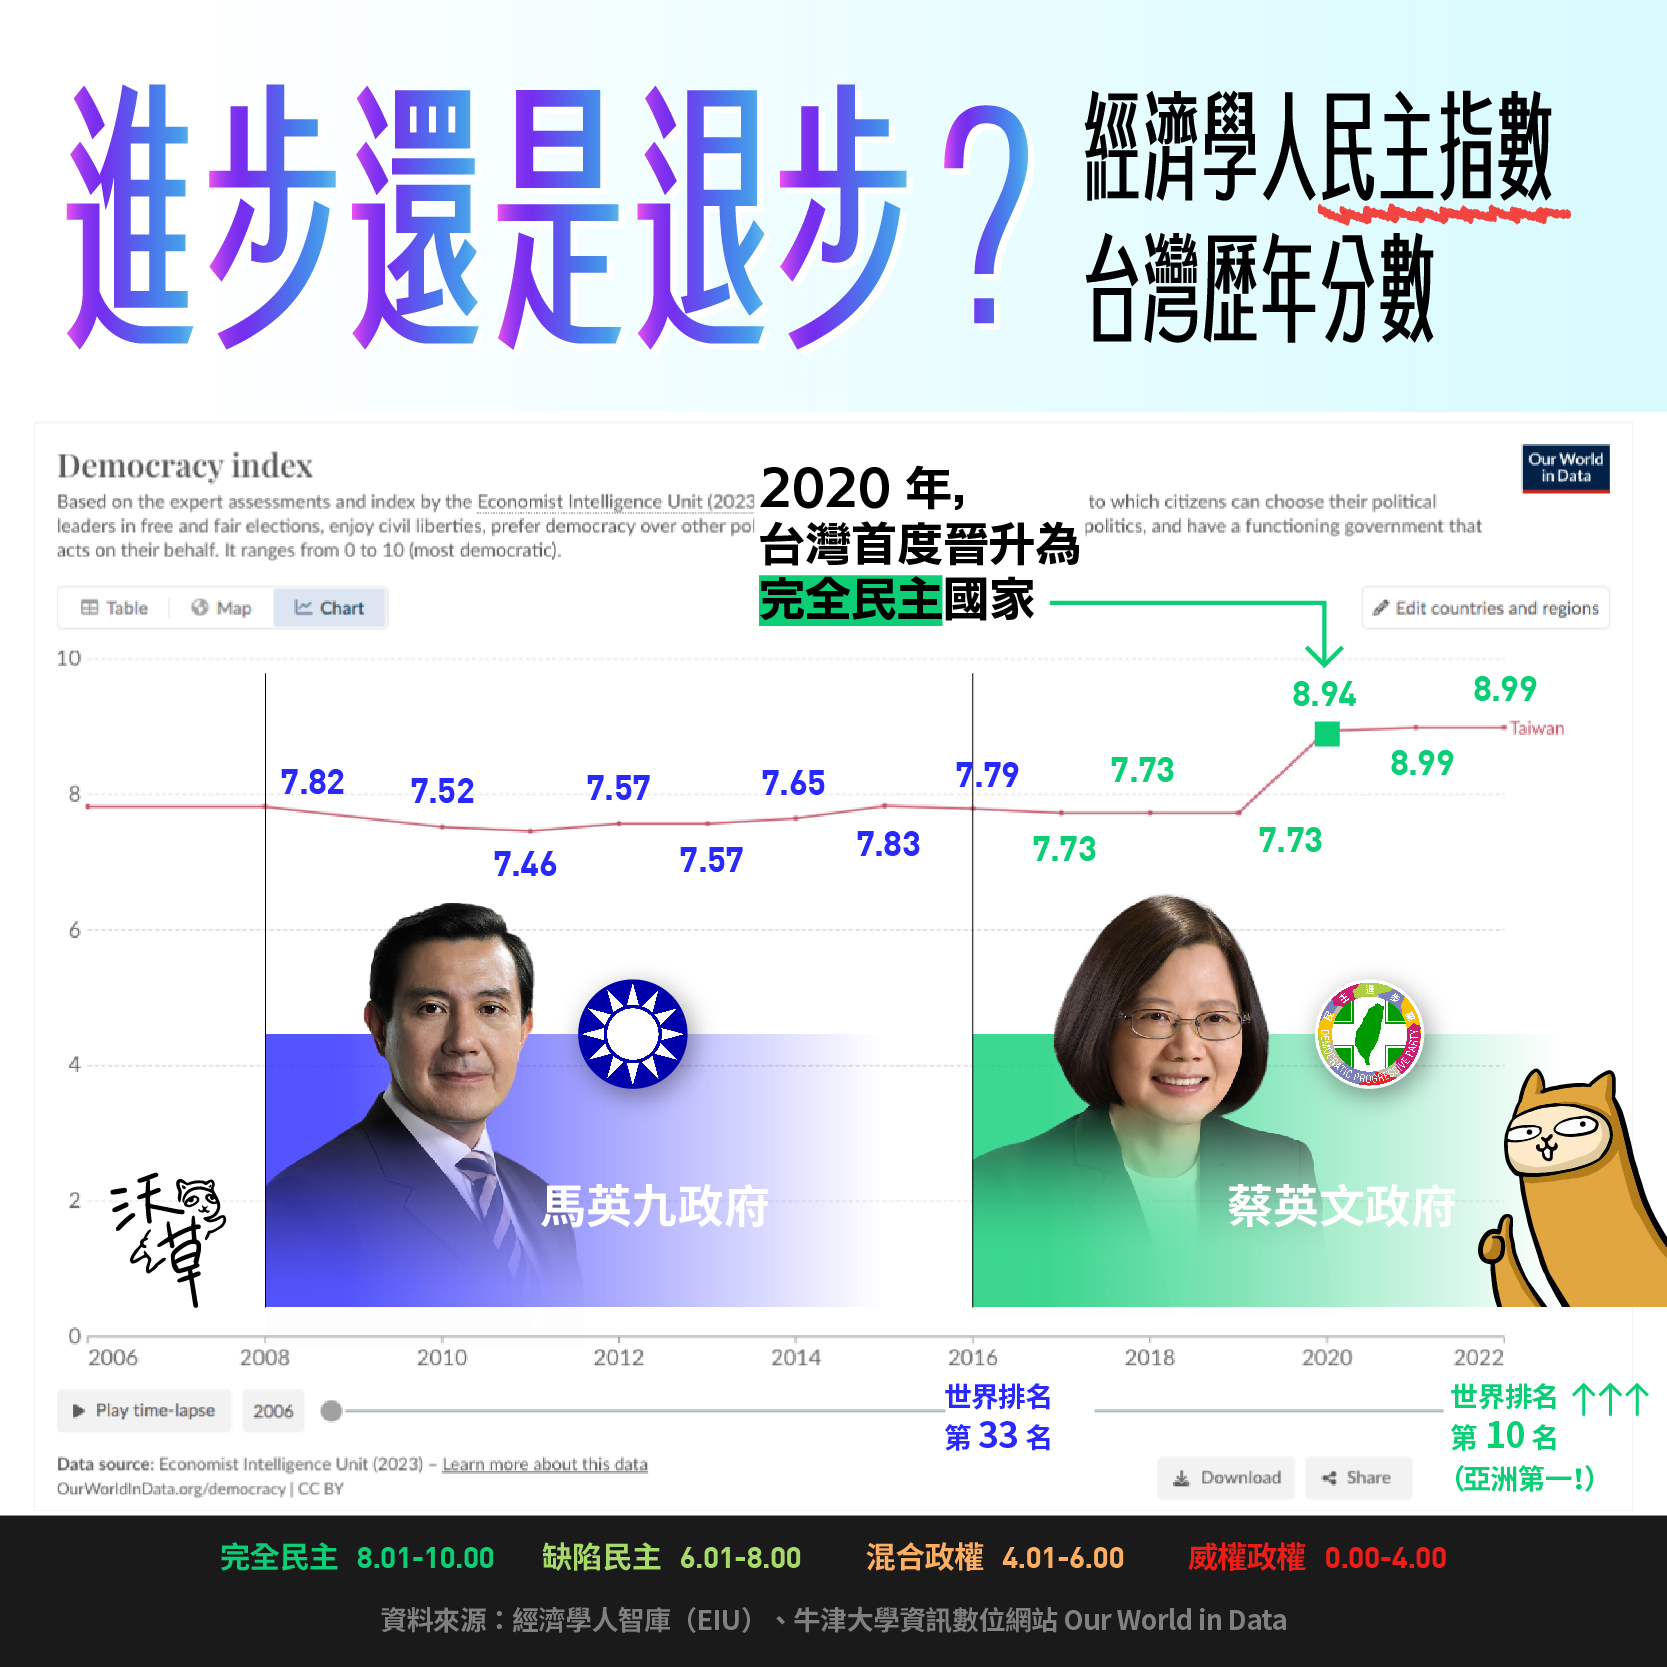 進步還是退步？
經濟學人民主指數
台灣歷年分數
Democracy index
Our World
in Data
Based on the expert assessments and index by the Economist Intelligence Unit (2023
to which citizens can choose their political
leaders in free and fair elections, enjoy civil liberties, prefer democracy over other pol
politics, and have a functioning government that
acts on their behalf. It ranges from 0 to 10 (most democratic).
2020 年，
台灣首度晉升為
完全民主國家
Table
Map
Chart
Edit countries and regions
10
8
6
4
2
0
7.82
7.52
7.46
7.57
7.57
7.65
7.83
7.79
7.73
7.73
7.73
8.94
8.99
8.99
Taiwan
主進步黨
民
DEMOCRATIC PROGRESSIVE PARTY
沃草
馬英九政府
蔡英文政府
2006
2008
2010
2012
2014
2016
2018
2020
2022
Play time-lapse
2006
世界排名
第 33 名
世界排名 ↑↑↑
第 10 名
（亞洲第一！）
Data source: Economist Intelligence Unit (2023) – Learn more about this data
OurWorldInData.org/democracy | CC BY
Download
Share
完全民主 8.01-10.00
缺陷民主 6.01-8.00
混合政權 4.01-6.00
威權政權 0.00-4.00
資料來源：經濟學人智庫（EIU）、牛津大學資訊數位網站 Our World in Data